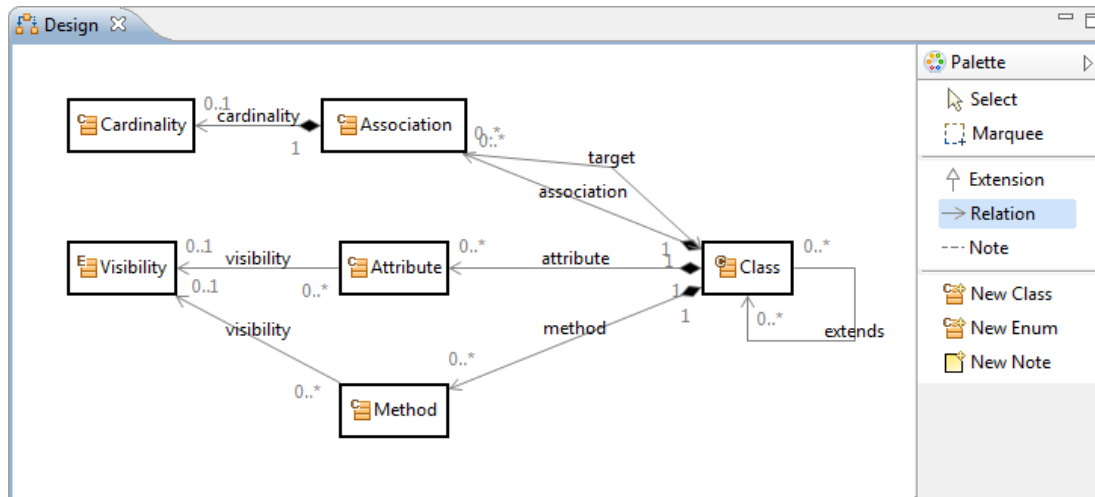 Design
Palette
Select
Marquee
Extension
Relation
Note
New Class
New Enum
New Note
0..1
C Cardinality
cardinality
1
C Association
0..*
0..*
target
association
E Visibility
0..1
visibility
0..*
C Attribute
0..*
attribute
1
1
C Class
0..*
0..*
extends
0..1
visibility
0..*
C Method
0..*
method
1
1